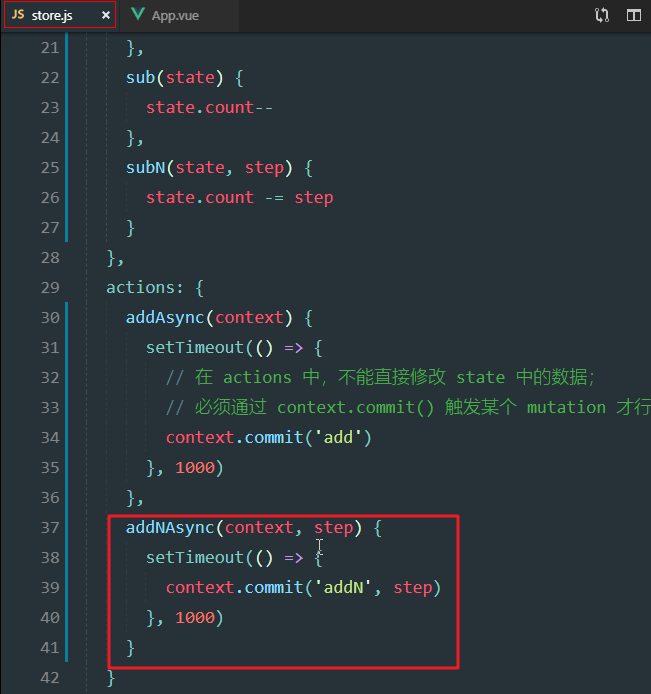 JS store.js × App.vue
21 },
22 sub(state) {
23 state.count--
24 },
25 subN(state, step) {
26 state.count -= step
27 }
28 },
29 actions: {
30 addAsync(context) {
31 setTimeout(() => {
32 // 在 actions 中，不能直接修改 state 中的数据；
33 // 必须通过 context.commit() 触发某个 mutation 才行
34 context.commit('add')
35 }, 1000)
36 },
37 addNAsync(context, step) {
38 setTimeout(() => {
39 context.commit('addN', step)
40 }, 1000)
41 }
42 }